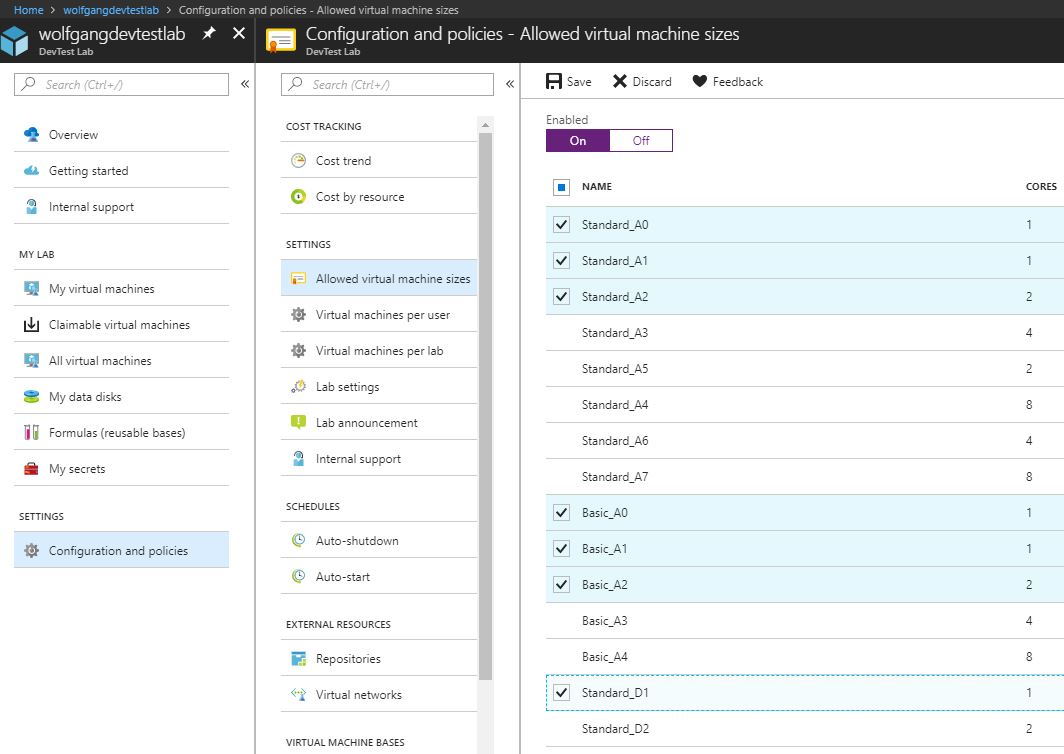 Home > wolfgangdevtestlab > Configuration and policies - Allowed virtual machine sizes
wolfgangdevtestlab
DevTest Lab
Search (Ctrl+/)
Overview
Getting started
Internal support
MY LAB
My virtual machines
Claimable virtual machines
All virtual machines
My data disks
Formulas (reusable bases)
My secrets
SETTINGS
Configuration and policies
Configuration and policies - Allowed virtual machine sizes
DevTest Lab
Search (Ctrl+/)
COST TRACKING
Cost trend
Cost by resource
SETTINGS
Allowed virtual machine sizes
Virtual machines per user
Virtual machines per lab
Lab settings
Lab announcement
Internal support
SCHEDULES
Auto-shutdown
Auto-start
EXTERNAL RESOURCES
Repositories
Virtual networks
VIRTUAL MACHINE BASES
Save Discard Feedback
Enabled
On Off
NAME CORES
Standard_A0 1
Standard_A1 1
Standard_A2 2
Standard_A3 4
Standard_A5 2
Standard_A4 8
Standard_A6 4
Standard_A7 8
Basic_A0 1
Basic_A1 1
Basic_A2 2
Basic_A3 4
Basic_A4 8
Standard_D1 1
Standard_D2 2